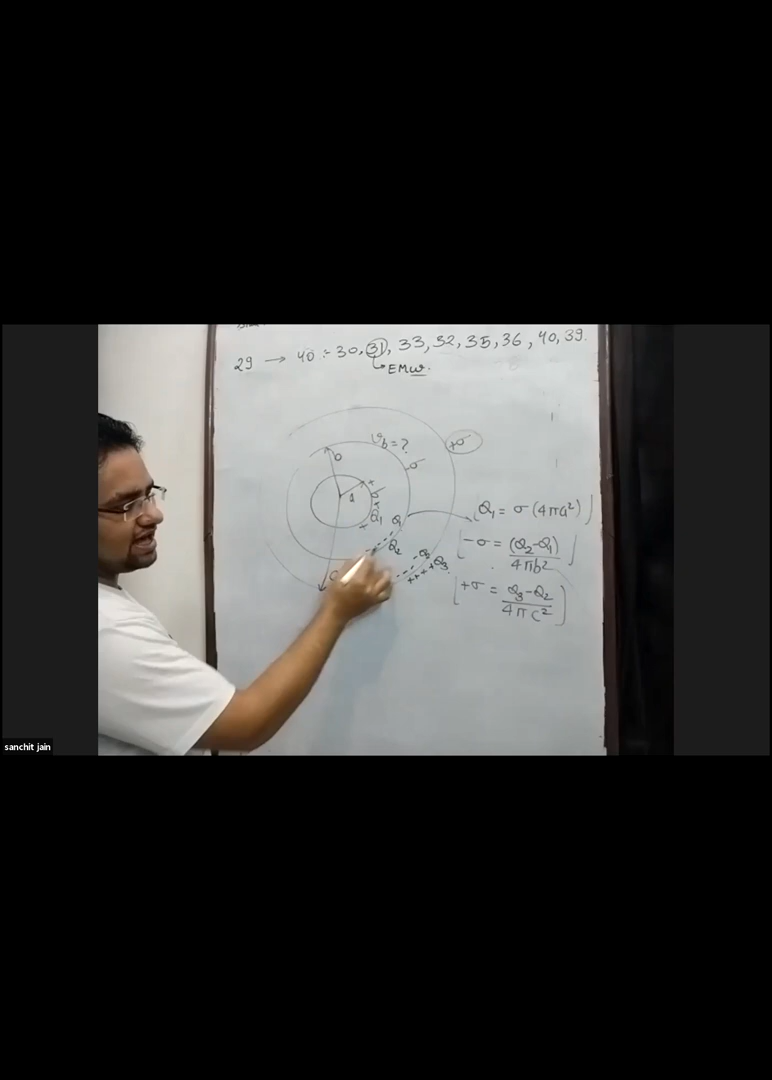 29 → 40 :- 30, 31, 33, 32, 35, 36, 40, 39.
EMW.
b
V_b = ?
+σ
-σ
a
σ
Q₁
Q₁ = σ (4πa²)
Q₂
-σ = (Q₂-Q₁) / 4πb²
Q₃
+σ = Q₃-Q₂ / 4πc²
C
sanchit jain